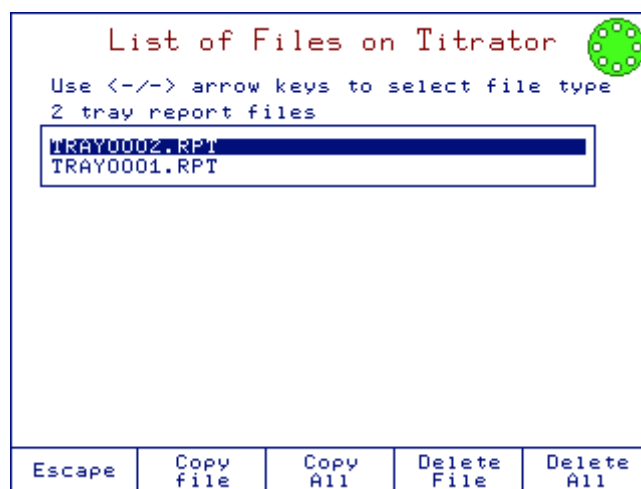 List of Files on Titrator
Use <-/-> arrow keys to select file type
2 tray report files
TRAY0002.RPT
TRAY0001.RPT
Escape
Copy
file
Copy
All
Delete
File
Delete
All